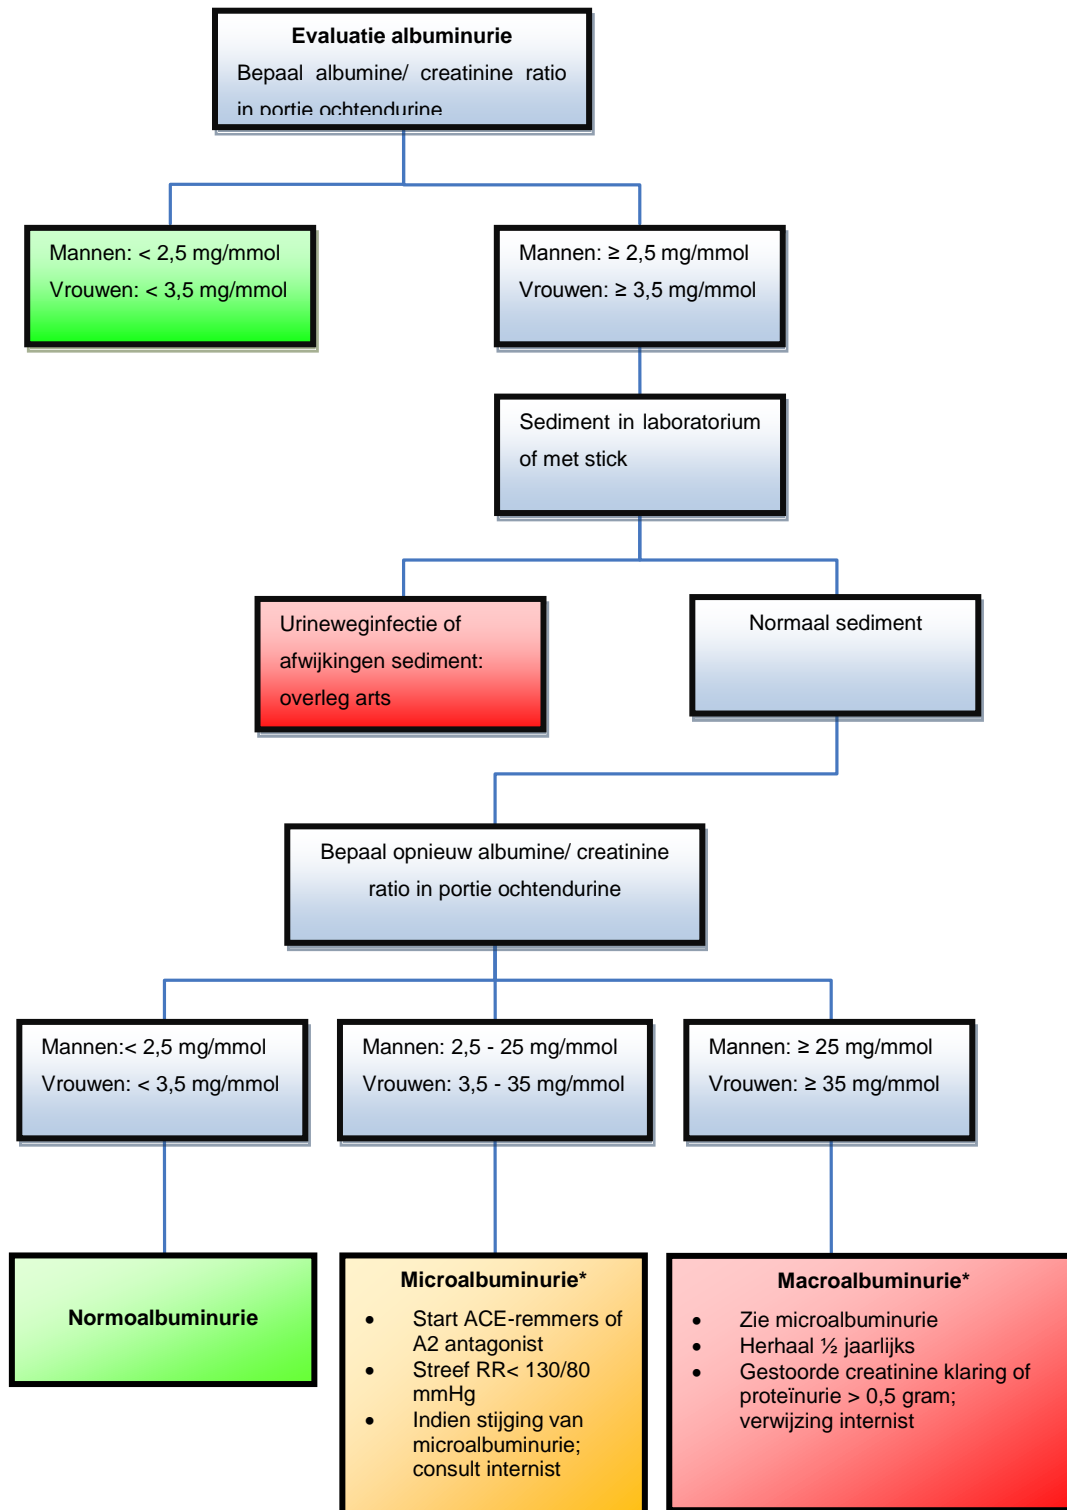 Evaluatie albuminurie
Bepaal albumine/ creatinine ratio
in portie ochtendurine
Mannen: < 2,5 mg/mmol
Vrouwen: < 3,5 mg/mmol
Mannen: ≥ 2,5 mg/mmol
Vrouwen: ≥ 3,5 mg/mmol
Sediment in laboratorium
of met stick
Urineweginfectie of
afwijkingen sediment:
overleg arts
Normaal sediment
Bepaal opnieuw albumine/ creatinine
ratio in portie ochtendurine
Mannen:< 2,5 mg/mmol
Vrouwen: < 3,5 mg/mmol
Mannen: 2,5 - 25 mg/mmol
Vrouwen: 3,5 - 35 mg/mmol
Mannen: ≥ 25 mg/mmol
Vrouwen: ≥ 35 mg/mmol
Normoalbuminurie
Microalbuminurie*
• Start ACE-remmers of
A2 antagonist
• Streef RR< 130/80
mmHg
• Indien stijging van
microalbuminurie;
consult internist
Macroalbuminurie*
• Zie microalbuminurie
• Herhaal ½ jaarlijks
• Gestoorde creatinine klaring of
proteïnurie > 0,5 gram;
verwijzing internist